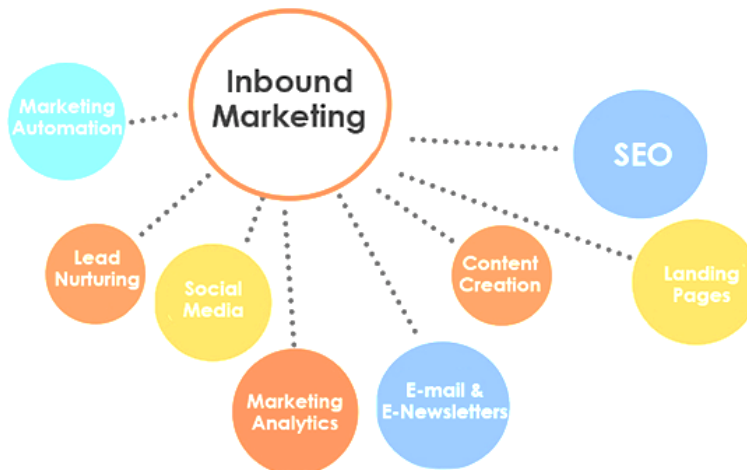 Inbound
Marketing
Marketing
Automation
SEO
Lead
Nurturing
Social
Media
Content
Creation
Landing
Pages
Marketing
Analytics
E-mail &
E-Newsletters